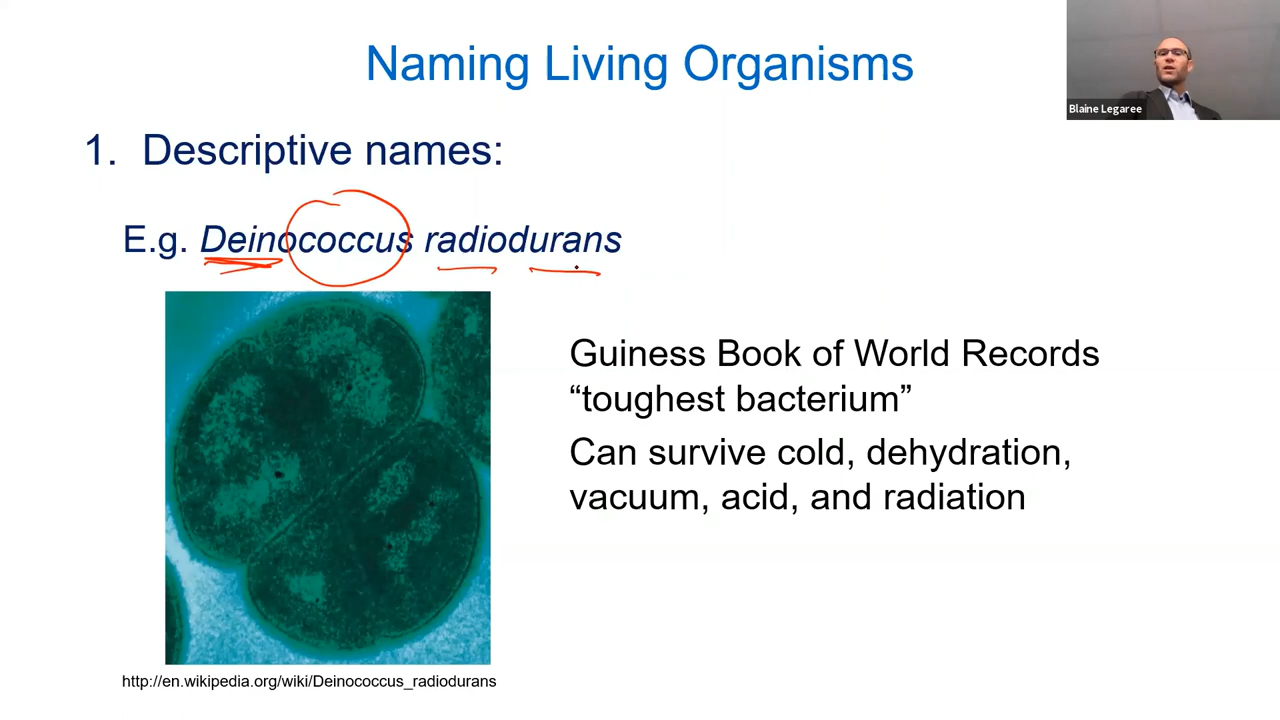 Naming Living Organisms
Blaine Legaree
1. Descriptive names:
E.g. Deinococcus radiodurans
Guiness Book of World Records
“toughest bacterium”
Can survive cold, dehydration,
vacuum, acid, and radiation
http://en.wikipedia.org/wiki/Deinococcus_radiodurans